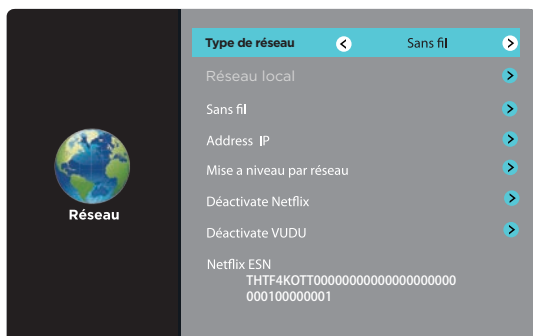 Type de réseau Sans fil
Réseau local
Sans fil
Address IP
Mise a niveau par réseau
Déactivate Netflix
Déactivate VUDU
Netflix ESN
THTF4KOTT00000000000000000000
000100000001
Réseau